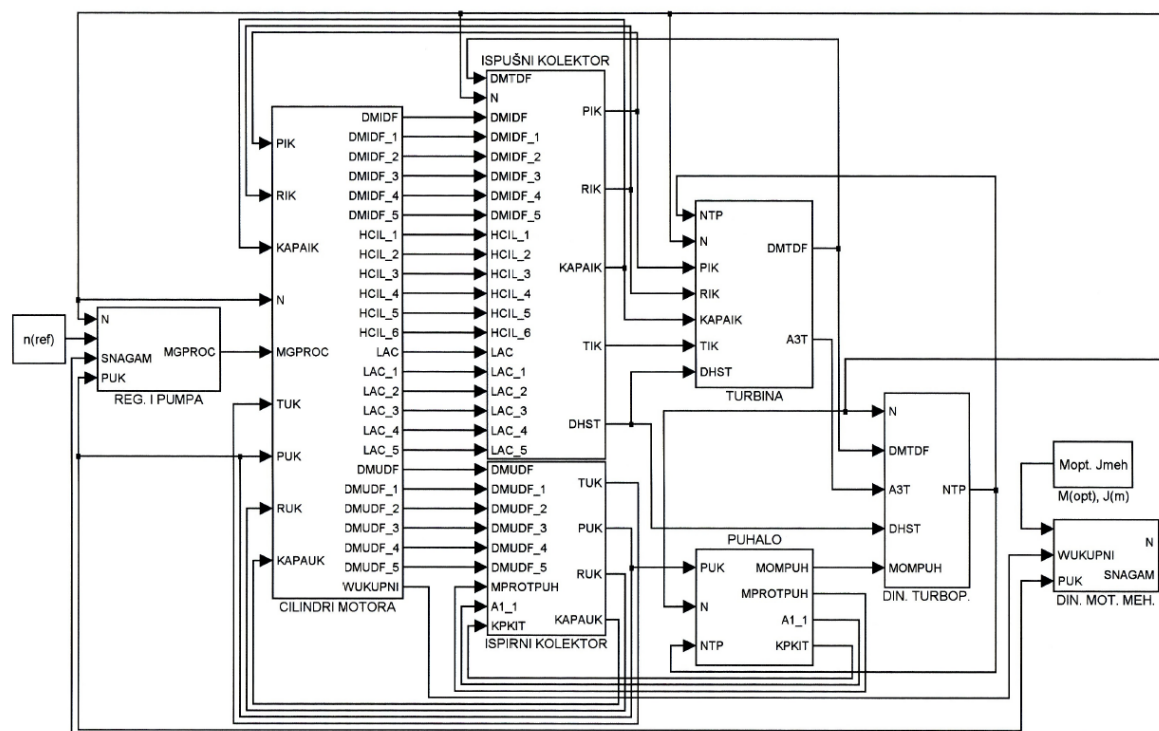 n(ref)
N
SNAGAM
PUK
MGPROC
REG. I PUMPA
PIK
RIK
KAPAIK
N
MGPROC
TUK
PUK
RUK
KAPAUK
DMIDF
DMIDF_1
DMIDF_2
DMIDF_3
DMIDF_4
DMIDF_5
HCIL_1
HCIL_2
HCIL_3
HCIL_4
HCIL_5
HCIL_6
LAC
LAC_1
LAC_2
LAC_3
LAC_4
LAC_5
DMUDF
DMUDF_1
DMUDF_2
DMUDF_3
DMUDF_4
DMUDF_5
WUKUPNI
CILINDRI MOTORA
ISPUŠNI KOLEKTOR
DMTDF
N
DMIDF
DMIDF_1
DMIDF_2
DMIDF_3
DMIDF_4
DMIDF_5
HCIL_1
HCIL_2
HCIL_3
HCIL_4
HCIL_5
HCIL_6
LAC
LAC_1
LAC_2
LAC_3
LAC_4
LAC_5
PIK
RIK
KAPAIK
TIK
DHST
DMUDF
DMUDF_1
DMUDF_2
DMUDF_3
DMUDF_4
DMUDF_5
MPROTPUH
A1_1
KPKIT
TUK
PUK
RUK
KAPAUK
ISPIRNI KOLEKTOR
NTP
N
PIK
RIK
KAPAIK
TIK
DHST
DMTDF
A3T
TURBINA
PUHALO
PUK
N
NTP
MOMPUH
MPROTPUH
A1_1
KPKIT
N
DMTDF
A3T
DHST
MOMPUH
NTP
DIN. TURBOP.
Mopt. Jmeh
M(opt), J(m)
WUKUPNI
PUK
N
SNAGAM
DIN. MOT. MEH.